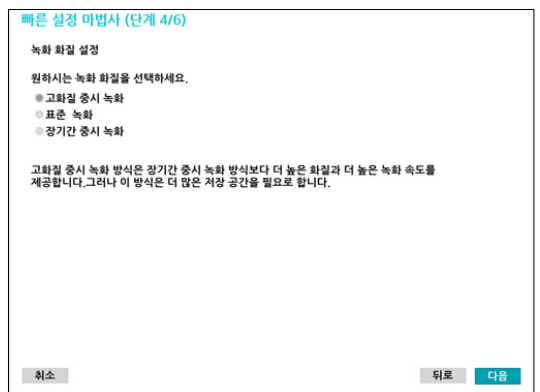 빠른 설정 마법사 (단계 4/6)
녹화 화질 설정
원하시는 녹화 화질을 선택하세요.
고화질 중시 녹화
표준 녹화
장기간 중시 녹화
고화질 중시 녹화 방식은 장기간 중시 녹화 방식보다 더 높은 화질과 더 높은 녹화 속도를
제공합니다.그러나 이 방식은 더 많은 저장 공간을 필요로 합니다.
취소
뒤로
다음